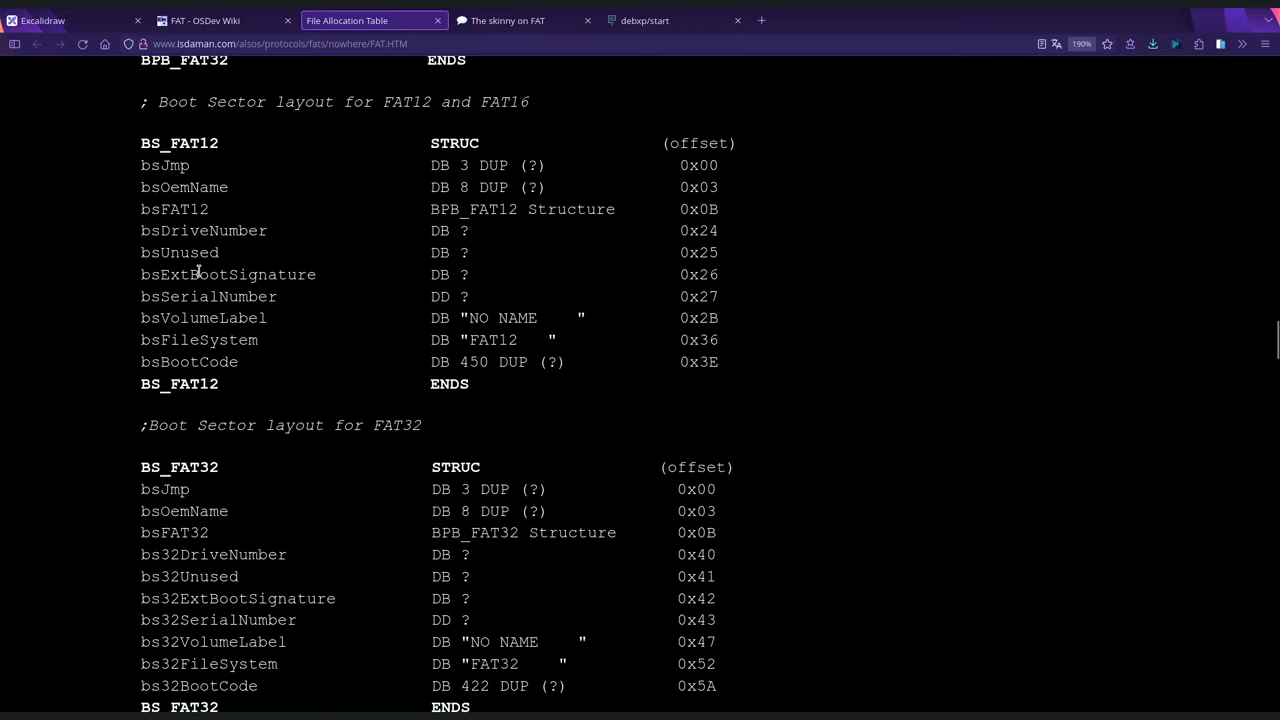 Excalidraw
FAT - OSDev Wiki
File Allocation Table
The skinny on FAT
debxp/start
www.isdaman.com/alsos/protocols/fats/nowhere/FAT.HTM
190%
BPB_FAT32 ENDS
; Boot Sector layout for FAT12 and FAT16
BS_FAT12 STRUC (offset)
bsJmp DB 3 DUP (?) 0x00
bsOemName DB 8 DUP (?) 0x03
bsFAT12 BPB_FAT12 Structure 0x0B
bsDriveNumber DB ? 0x24
bsUnused DB ? 0x25
bsExtBootSignature DB ? 0x26
bsSerialNumber DD ? 0x27
bsVolumeLabel DB "NO NAME    " 0x2B
bsFileSystem DB "FAT12   " 0x36
bsBootCode DB 450 DUP (?) 0x3E
BS_FAT12 ENDS
;Boot Sector layout for FAT32
BS_FAT32 STRUC (offset)
bsJmp DB 3 DUP (?) 0x00
bsOemName DB 8 DUP (?) 0x03
bsFAT32 BPB_FAT32 Structure 0x0B
bs32DriveNumber DB ? 0x40
bs32Unused DB ? 0x41
bs32ExtBootSignature DB ? 0x42
bs32SerialNumber DD ? 0x43
bs32VolumeLabel DB "NO NAME    " 0x47
bs32FileSystem DB "FAT32    " 0x52
bs32BootCode DB 422 DUP (?) 0x5A
BS_FAT32 ENDS